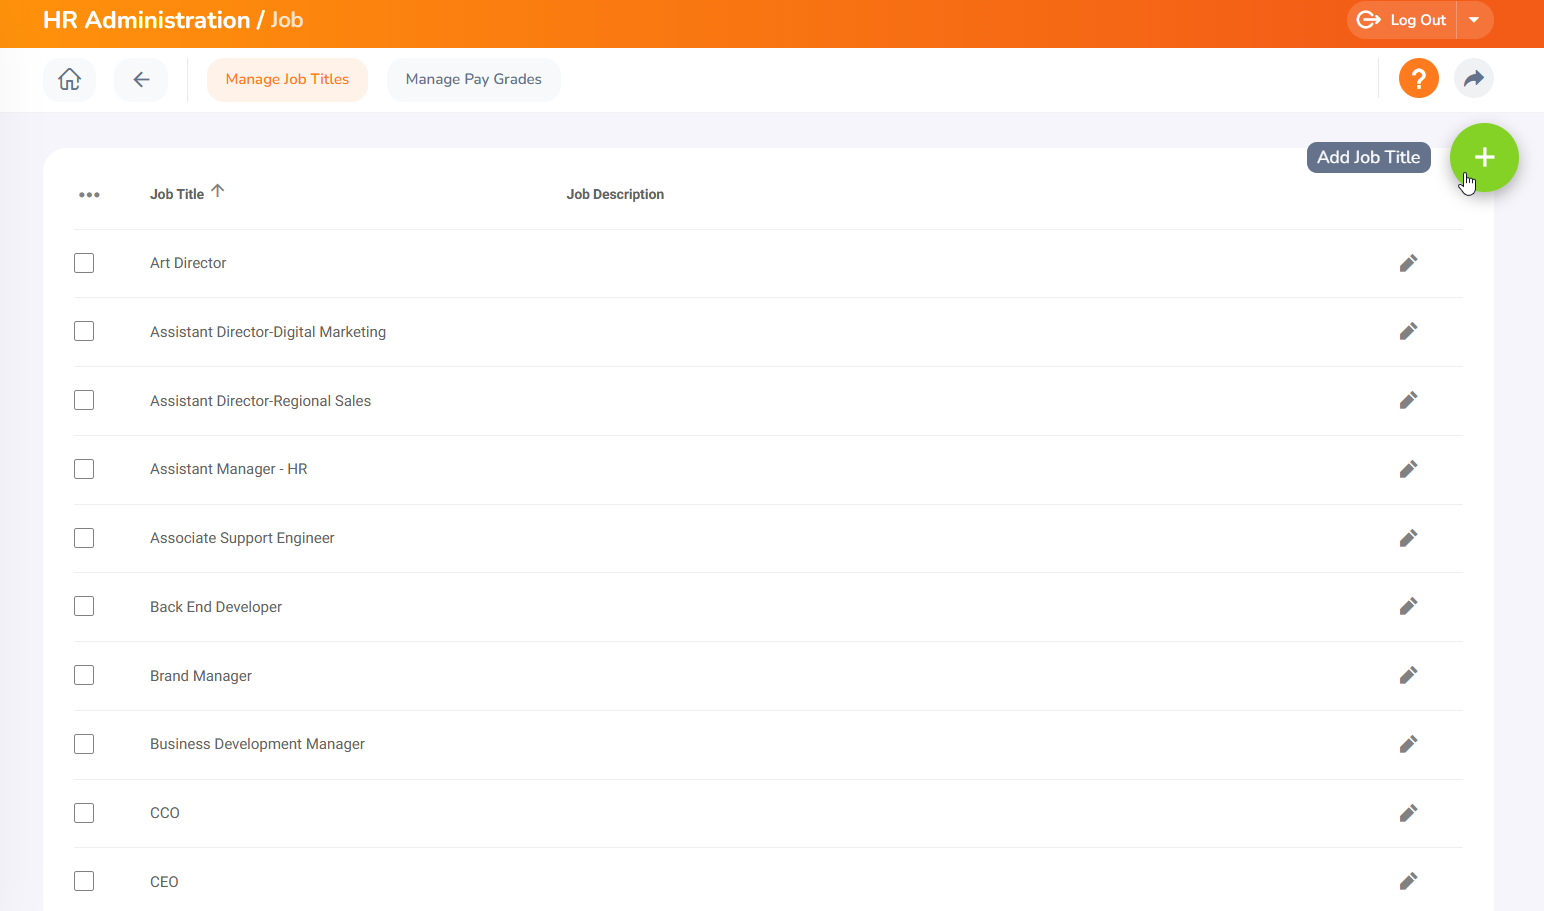 HR Administration / Job
Log Out
Manage Job Titles
Manage Pay Grades
?
Add Job Title
+
Job Title
Job Description
Art Director
Assistant Director-Digital Marketing
Assistant Director-Regional Sales
Assistant Manager - HR
Associate Support Engineer
Back End Developer
Brand Manager
Business Development Manager
CCO
CEO